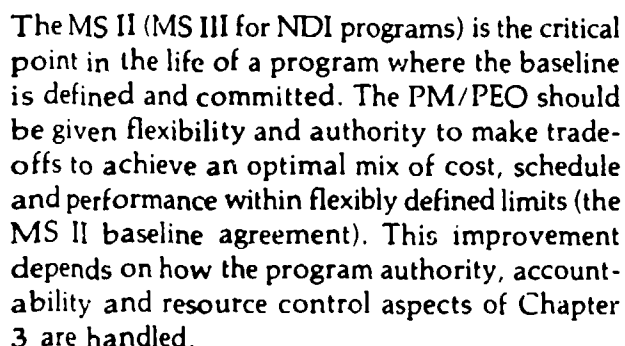 The MS II (MS III for NDI programs) is the critical
point in the life of a program where the baseline
is defined and committed. The PM/PEO should
be given flexibility and authority to make trade-
offs to achieve an optimal mix of cost, schedule
and performance within flexibly defined limits (the
MS II baseline agreement). This improvement
depends on how the program authority, account-
ability and resource control aspects of Chapter
3 are handled.